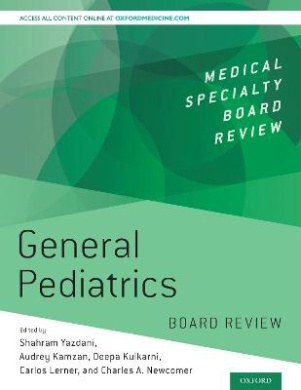 ACCESS ALL CONTENT ONLINE AT OXFORDMEDICINE.COM
MEDICAL
SPECIALTY
BOARD
REVIEW
General
Pediatrics
BOARD REVIEW
Edited by
Shahram Yazdani,
Audrey Kamzan, Deepa Kulkarni,
Carlos Lerner, and Charles A. Newcomer
OXFORD